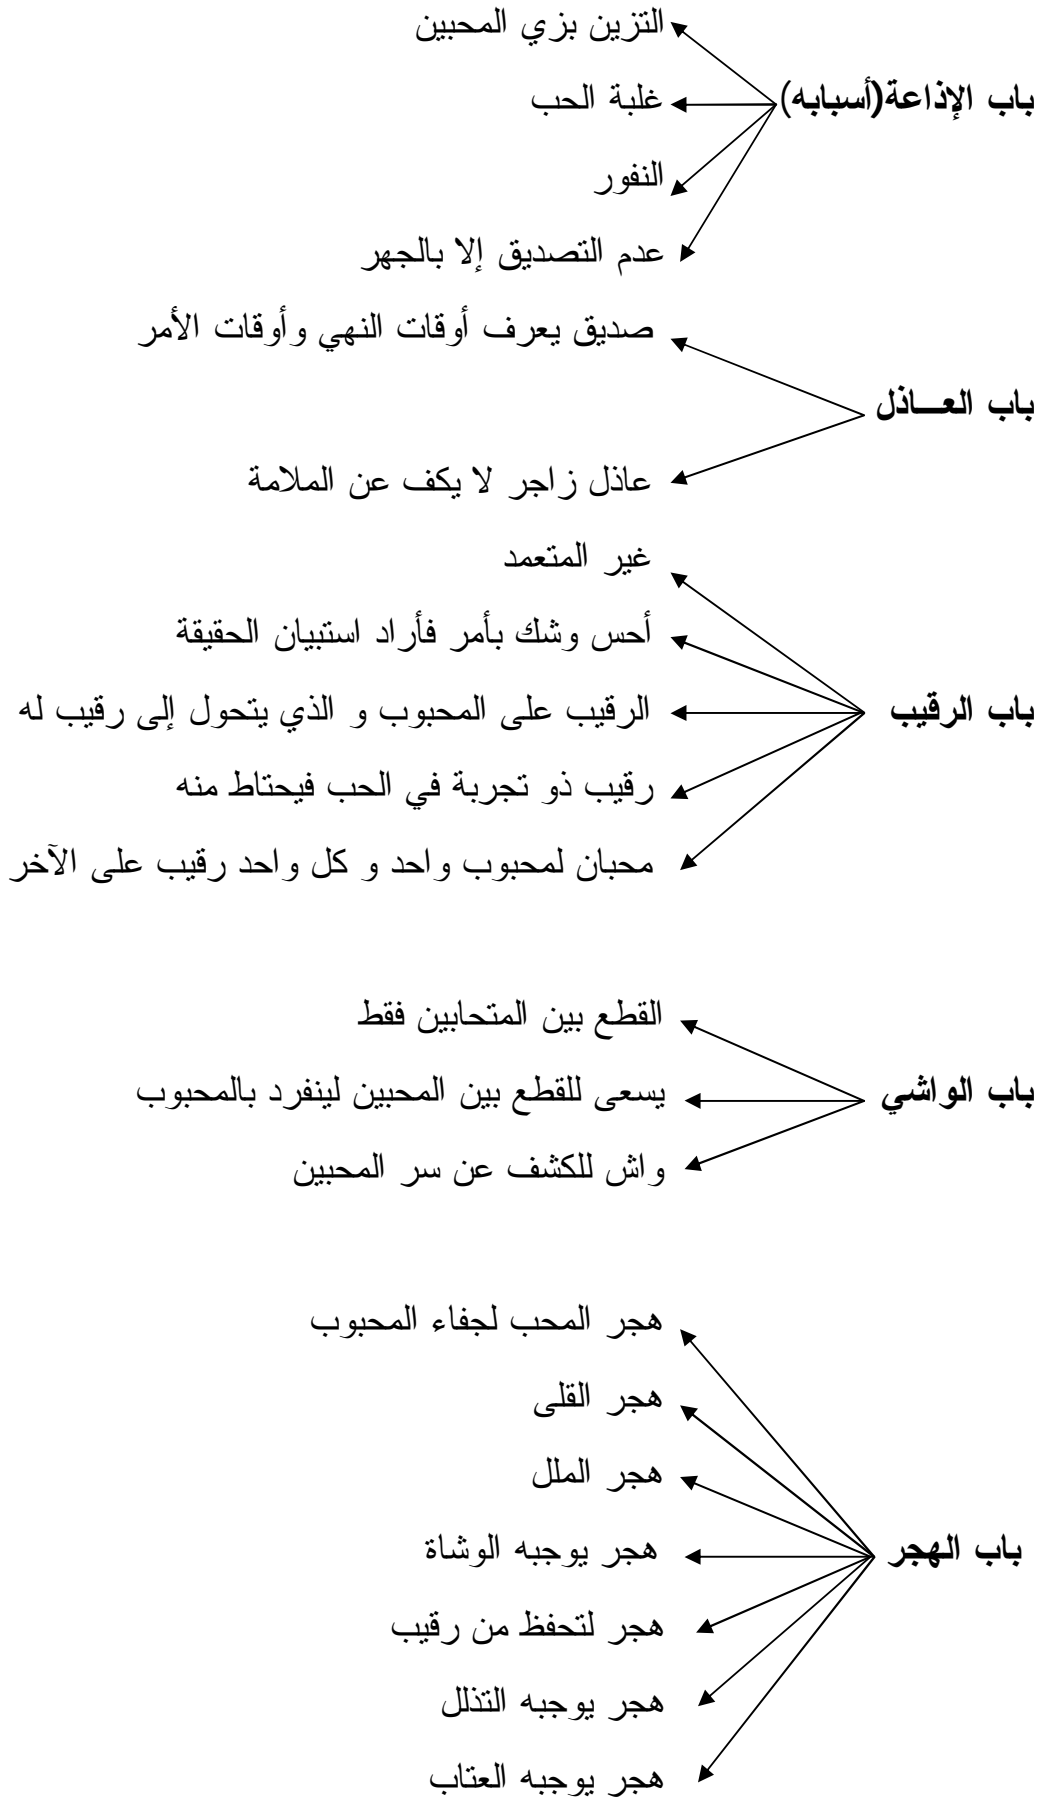 التزين بزي المحبين
باب الإذاعة(أسبابه)
غلبة الحب
النفور
عدم التصديق إلا بالجهر
صديق يعرف أوقات النهي وأوقات الأمر
باب العـــاذل
عاذل زاجر لا يكف عن الملامة
غير المتعمد
أحس وشك بأمر فأراد استبيان الحقيقة
باب الرقيب
الرقيب على المحبوب و الذي يتحول إلى رقيب له
رقيب ذو تجربة في الحب فيحتاط منه
محبان لمحبوب واحد و كل واحد رقيب على الآخر
القطع بين المتحابين فقط
باب الواشي
يسعى للقطع بين المحبين لينفرد بالمحبوب
واش للكشف عن سر المحبين
هجر المحب لجفاء المحبوب
هجر القلى
هجر الملل
باب الهجر
هجر يوجبه الوشاة
هجر لتحفظ من رقيب
هجر يوجبه التذلل
هجر يوجبه العتاب